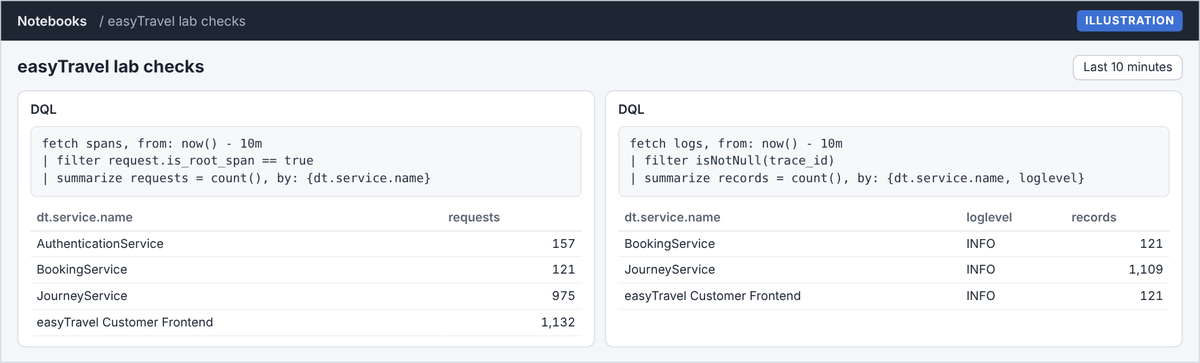 Notebooks / easyTravel lab checks
ILLUSTRATION
easyTravel lab checks
Last 10 minutes
DQL
fetch spans, from: now() - 10m
| filter request.is_root_span == true
| summarize requests = count(), by: {dt.service.name}
dt.service.name requests
AuthenticationService 157
BookingService 121
JourneyService 975
easyTravel Customer Frontend 1,132
DQL
fetch logs, from: now() - 10m
| filter isNotNull(trace_id)
| summarize records = count(), by: {dt.service.name, loglevel}
dt.service.name loglevel records
BookingService INFO 121
JourneyService INFO 1,109
easyTravel Customer Frontend INFO 121